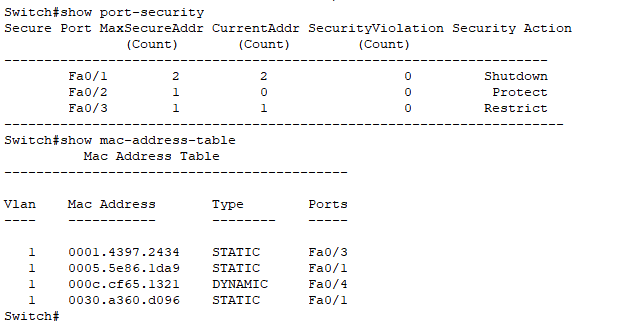 Switch#show port-security
Secure Port MaxSecureAddr CurrentAddr SecurityViolation Security Action
(Count) (Count) (Count)
--------------------------------------------------------------------
Fa0/1 2 2 0 Shutdown
Fa0/2 1 0 0 Protect
Fa0/3 1 1 0 Restrict
----------------------------------------------------------------------
Switch#show mac-address-table
Mac Address Table
-------------------------------------------
Vlan Mac Address Type Ports
---- ----------- -------- -----
1 0001.4397.2434 STATIC Fa0/3
1 0005.5e86.1da9 STATIC Fa0/1
1 000c.cf65.1321 DYNAMIC Fa0/4
1 0030.a360.d096 STATIC Fa0/1
Switch#